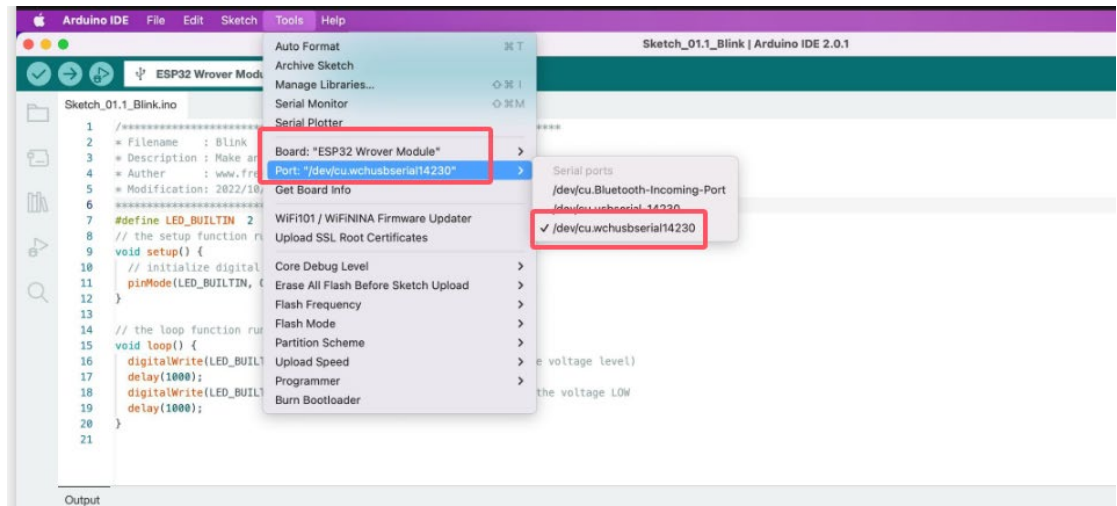 Arduino IDE File Edit Sketch Tools Help
Sketch_01.1_Blink | Arduino IDE 2.0.1
ESP32 Wrover Modu
Sketch_01.1_Blink.ino
Auto Format ⌘ T
Archive Sketch
Manage Libraries... ⇧ ⌘ I
Serial Monitor ⇧ ⌘ M
Serial Plotter
Board: "ESP32 Wrover Module"
Port: "/dev/cu.wchusbserial14230"
Get Board Info
WiFi101 / WiFiNINA Firmware Updater
Upload SSL Root Certificates
Core Debug Level
Erase All Flash Before Sketch Upload
Flash Frequency
Flash Mode
Partition Scheme
Upload Speed
Programmer
Burn Bootloader
Serial ports
/dev/cu.Bluetooth-Incoming-Port
/dev/cu.usbserial-14230
✓ /dev/cu.wchusbserial14230
1 /**********************
2 * Filename : Blink
3 * Description : Make an
4 * Auther : www.fre
5 * Modification: 2022/10/
6 **********************
7 #define LED_BUILTIN 2
8 // the setup function ru
9 void setup() {
10 // initialize digital
11 pinMode(LED_BUILTIN, O
12 }
13
14 // the loop function run
15 void loop() {
16 digitalWrite(LED_BUILT e voltage level)
17 delay(1000);
18 digitalWrite(LED_BUILT the voltage LOW
19 delay(1000);
20 }
21
Output